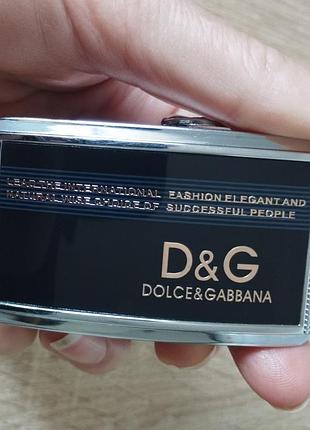 LEAD THE INTERNATIONAL FASHION ELEGANT AND
NATURAL WISE CHOICE OF SUCCESSFUL PEOPLE
D&G
DOLCE&GABBANA